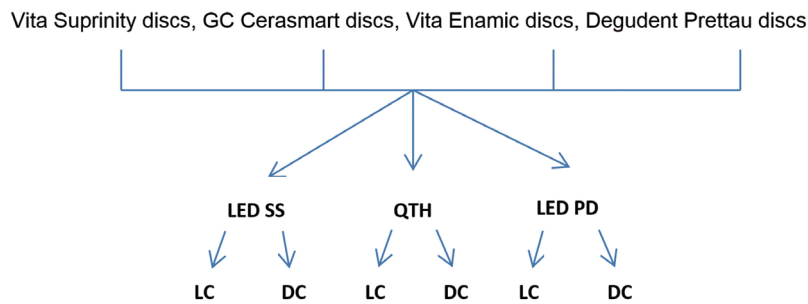 Vita Suprinity discs, GC Cerasmart discs, Vita Enamic discs, Degudent Prettau discs
LED SS QTH LED PD
LC DC LC DC LC DC